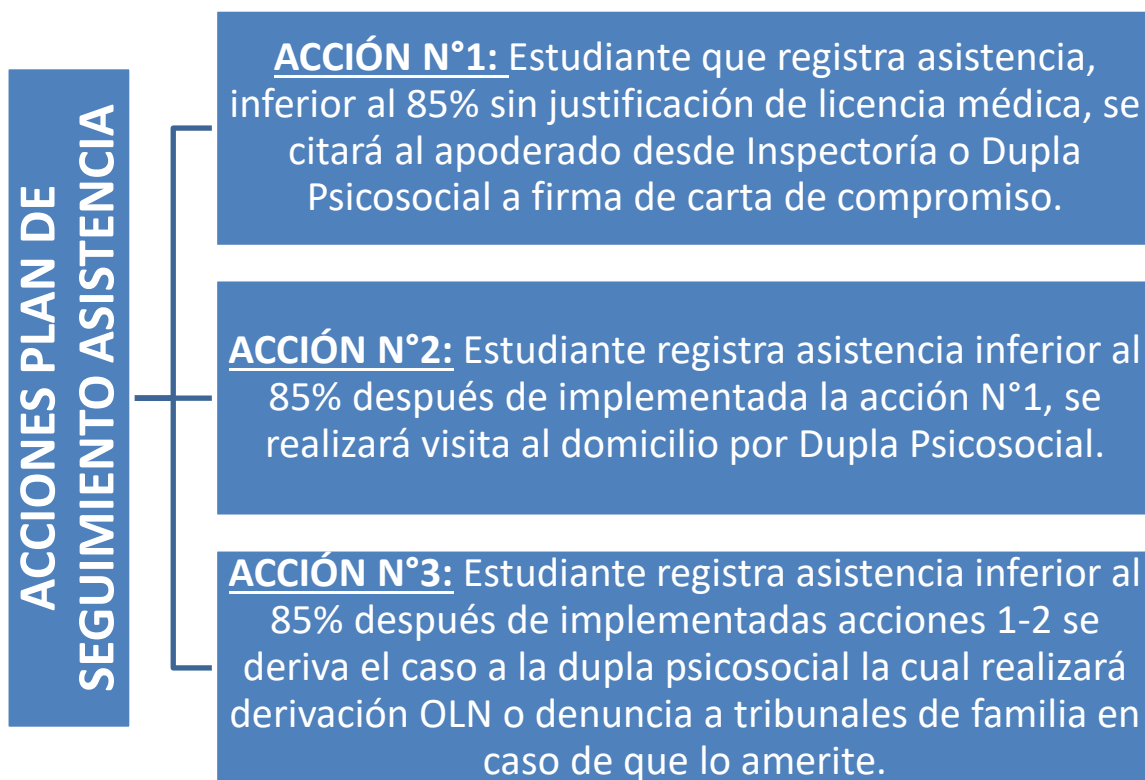 ACCIONES PLAN DE
SEGUIMIENTO ASISTENCIA
ACCIÓN N°1: Estudiante que registra asistencia,
inferior al 85% sin justificación de licencia médica, se
citará al apoderado desde Inspectoría o Dupla
Psicosocial a firma de carta de compromiso.
ACCIÓN N°2: Estudiante registra asistencia inferior al
85% después de implementada la acción N°1, se
realizará visita al domicilio por Dupla Psicosocial.
ACCIÓN N°3: Estudiante registra asistencia inferior al
85% después de implementadas acciones 1-2 se
deriva el caso a la dupla psicosocial la cual realizará
derivación OLN o denuncia a tribunales de familia en
caso de que lo amerite.